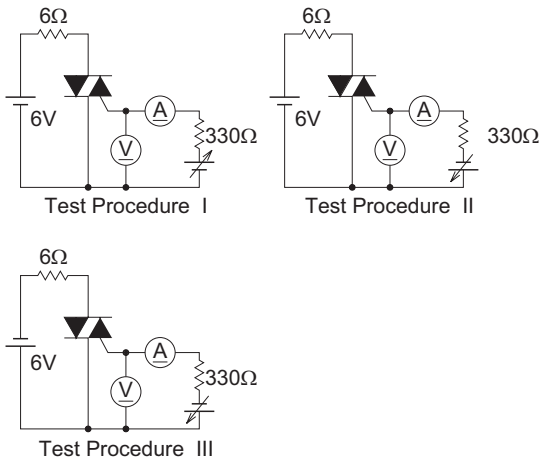 6Ω
6V
A
V
330Ω
Test Procedure I
6Ω
6V
A
V
330Ω
Test Procedure II
6Ω
6V
A
V
330Ω
Test Procedure III